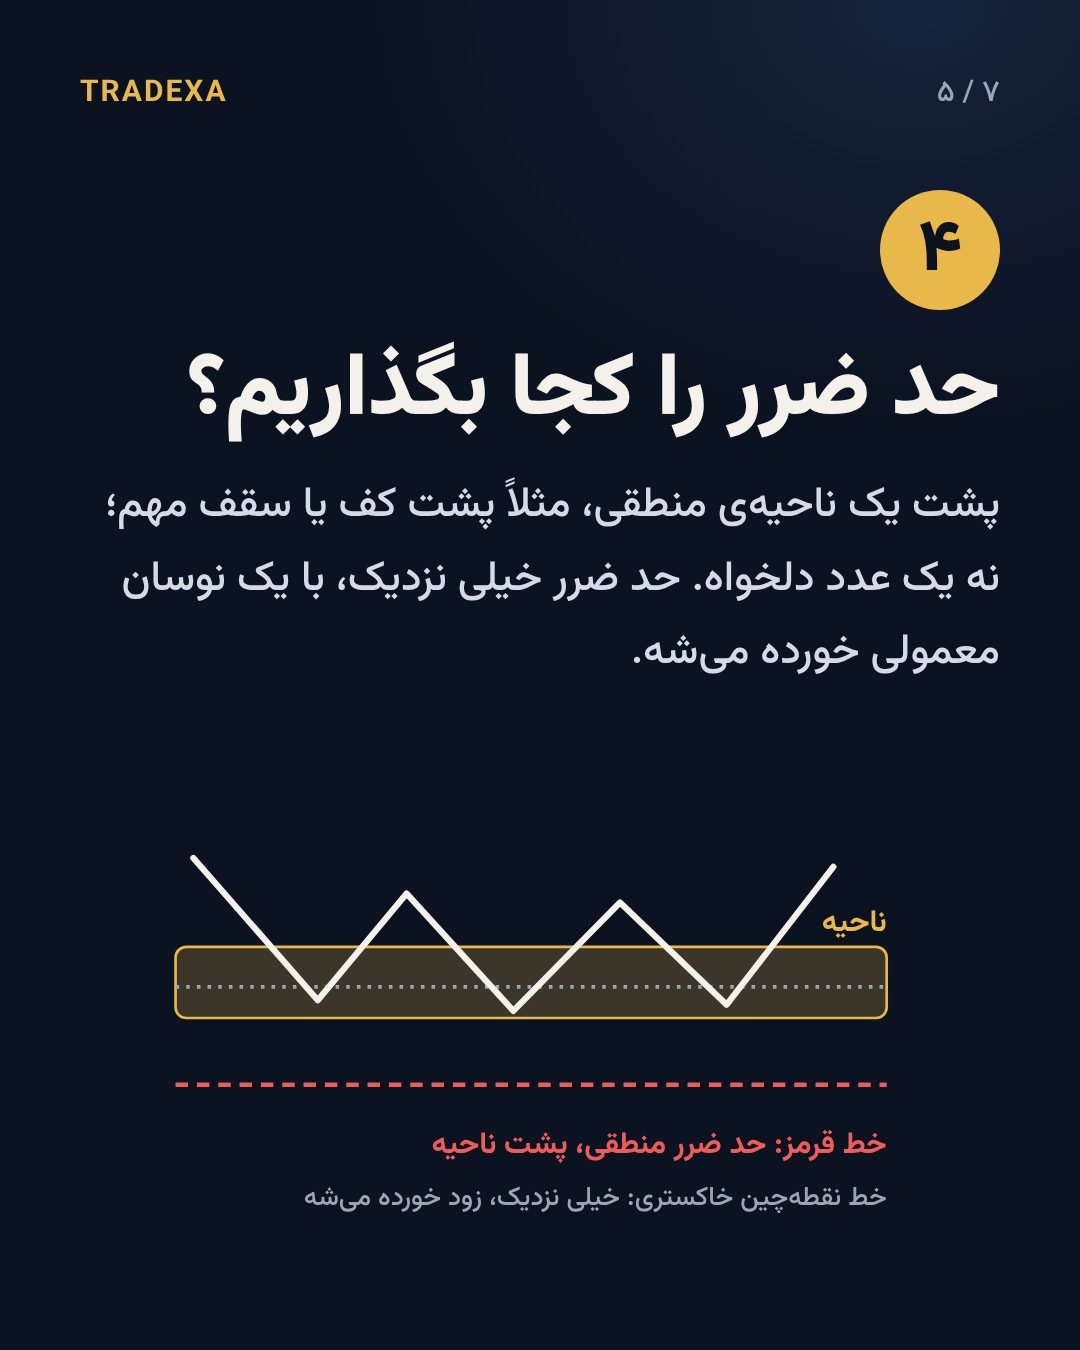 TRADEXA
۵ / ۷
۴
حد ضرر را کجا بگذاریم؟
پشت یک ناحیه‌ی منطقی، مثلاً پشت کف یا سقف مهم؛
نه یک عدد دلخواه. حد ضرر خیلی نزدیک، با یک نوسان
معمولی خورده می‌شه.
ناحیه
خط قرمز: حد ضرر منطقی، پشت ناحیه
خط نقطه‌چین خاکستری: خیلی نزدیک، زود خورده می‌شه